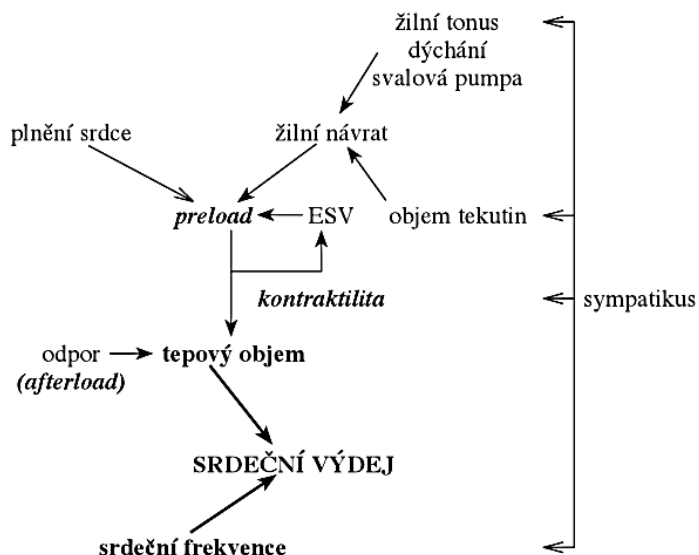 žilní tonus
dýchání
svalová pumpa
plnění srdce
žilní návrat
preload
ESV
objem tekutin
kontraktilita
sympatikus
odpor
(afterload)
tepový objem
SRDEČNÍ VÝDEJ
srdeční frekvence